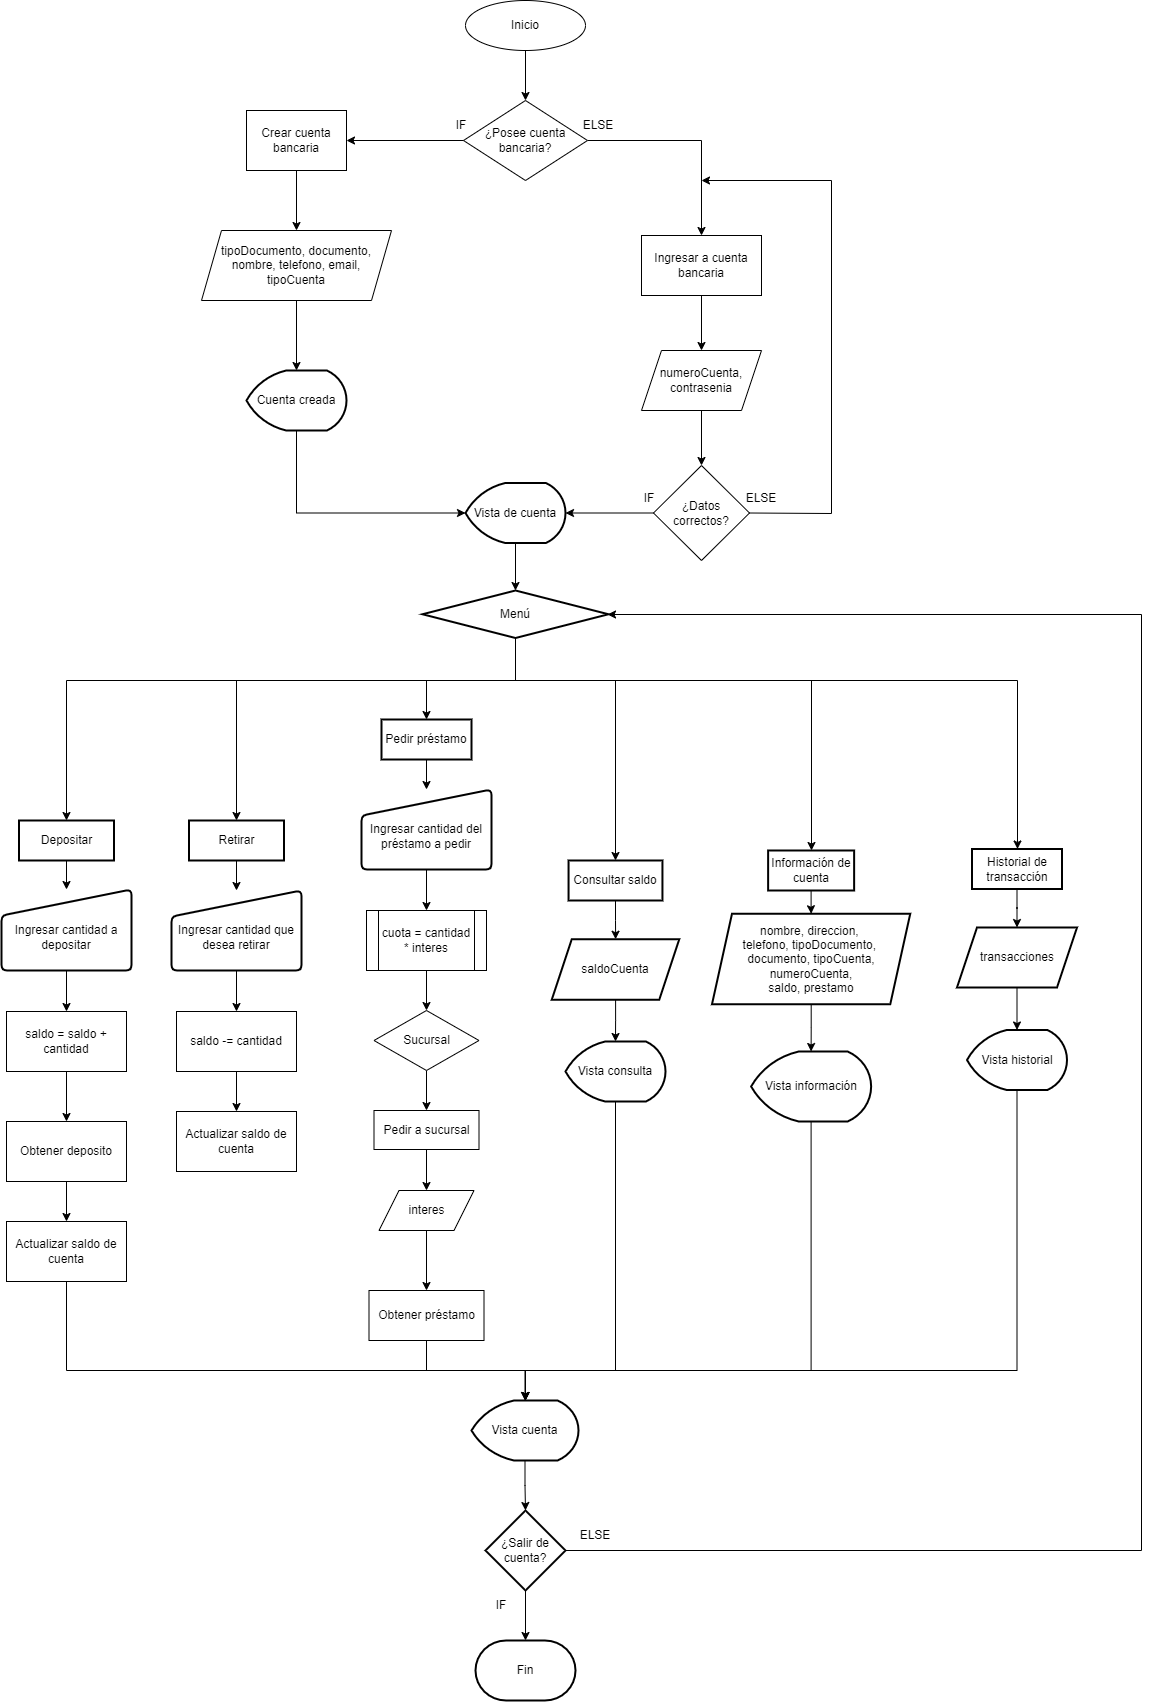 Inicio
¿Posee cuenta
bancaria?
IF
ELSE
Crear cuenta
bancaria
tipoDocumento, documento,
nombre, telefono, email,
tipoCuenta
Cuenta creada
Ingresar a cuenta
bancaria
numeroCuenta,
contrasenia
¿Datos
correctos?
IF
ELSE
Vista de cuenta
Menú
Depositar
Ingresar cantidad a
depositar
saldo = saldo +
cantidad
Obtener deposito
Actualizar saldo de
cuenta
Retirar
Ingresar cantidad que
desea retirar
saldo -= cantidad
Actualizar saldo de
cuenta
Pedir préstamo
Ingresar cantidad del
préstamo a pedir
cuota = cantidad
* interes
Sucursal
Pedir a sucursal
interes
Obtener préstamo
Consultar saldo
saldoCuenta
Vista consulta
Información de
cuenta
nombre, direccion,
telefono, tipoDocumento,
documento, tipoCuenta,
numeroCuenta,
saldo, prestamo
Vista información
Historial de
transacción
transacciones
Vista historial
Vista cuenta
¿Salir de
cuenta?
ELSE
IF
Fin